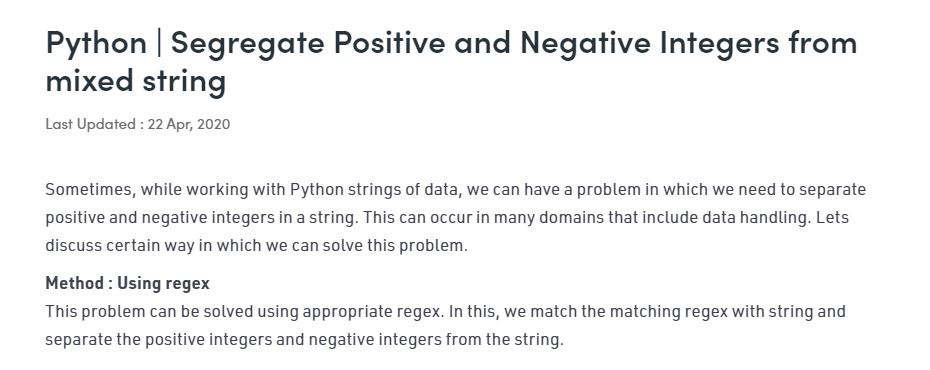 Python | Segregate Positive and Negative Integers from
mixed string
Last Updated : 22 Apr, 2020
Sometimes, while working with Python strings of data, we can have a problem in which we need to separate
positive and negative integers in a string. This can occur in many domains that include data handling. Lets
discuss certain way in which we can solve this problem.
Method : Using regex
This problem can be solved using appropriate regex. In this, we match the matching regex with string and
separate the positive integers and negative integers from the string.